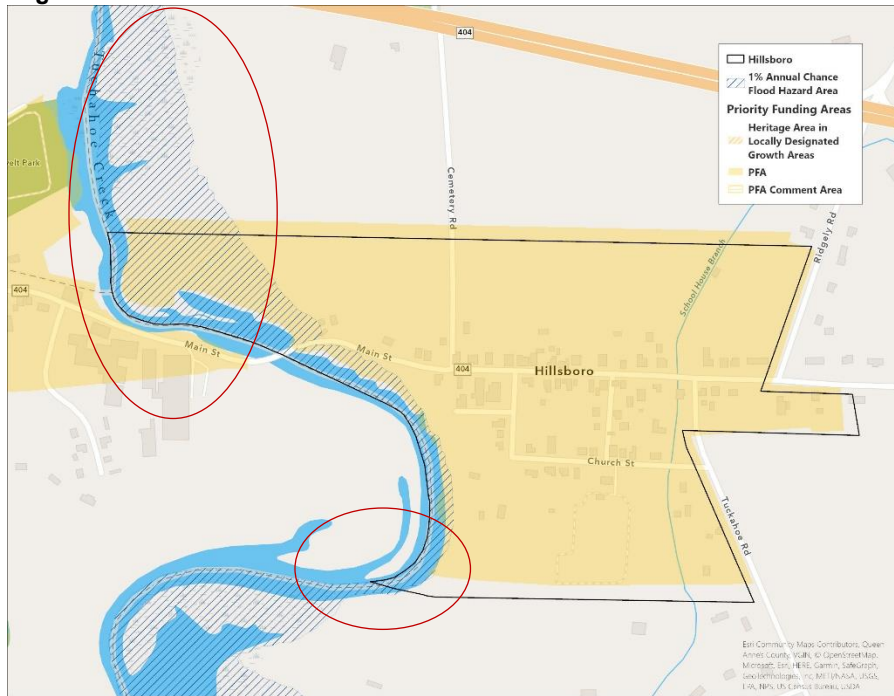 404
Hillsboro
1% Annual Chance
Flood Hazard Area
Priority Funding Areas
Heritage Area in
Locally Designated
Growth Areas
PFA
PFA Comment Area
Tuckahoe Creek
velt Park
Cemetery Rd
Ridgely Rd
School House Branch
404
Main St
Main St
404
Hillsboro
Church St
Tuckahoe Rd
Esri Community Maps Contributors, Queen
Anne's County, VGIN, © OpenStreetMap,
Microsoft, Esri, HERE, Garmin, SafeGraph,
GeoTechnologies, Inc, METI/NASA, USGS,
EPA, NPS, US Census Bureau, USDA